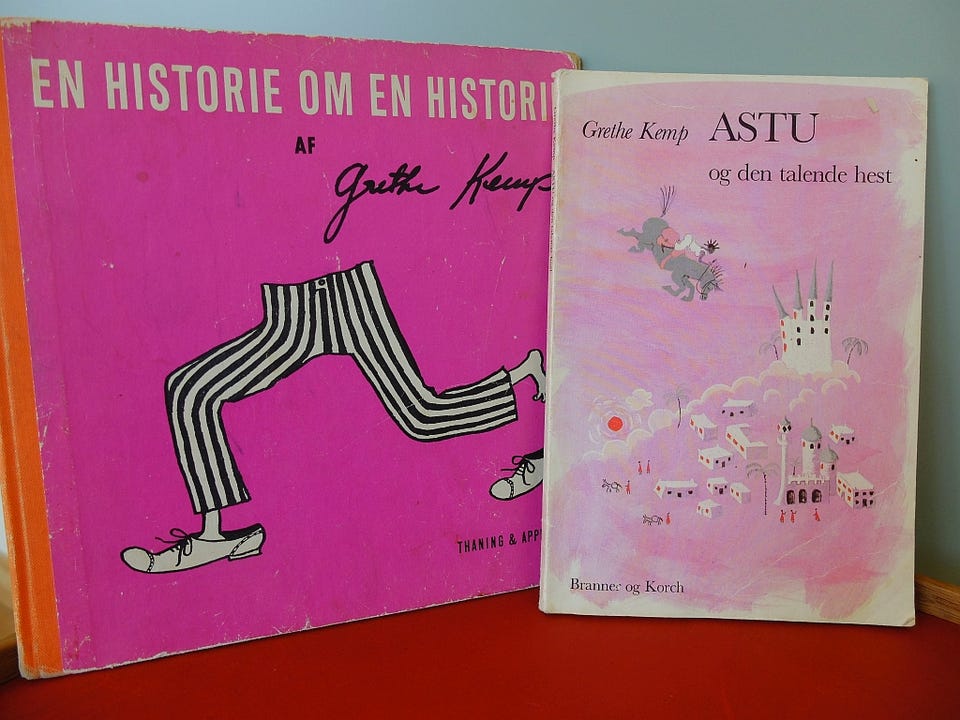 EN HISTORIE OM EN HISTORI
AF
Grethe Kemp
THANING & APP
Grethe Kemp ASTU
og den talende hest
Branner og Korch